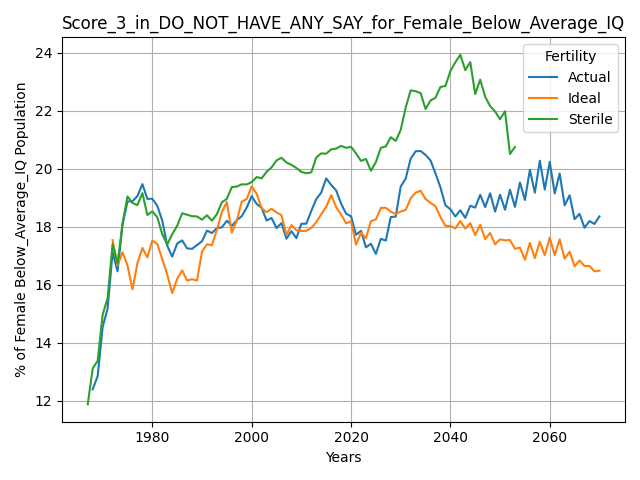 Score_3_in_DO_NOT_HAVE_ANY_SAY_for_Female_Below_Average_IQ
% of Female Below_Average_IQ Population
24
22
20
18
16
14
12
Fertility
Actual
Ideal
Sterile
1980
2000
2020
2040
2060
Years